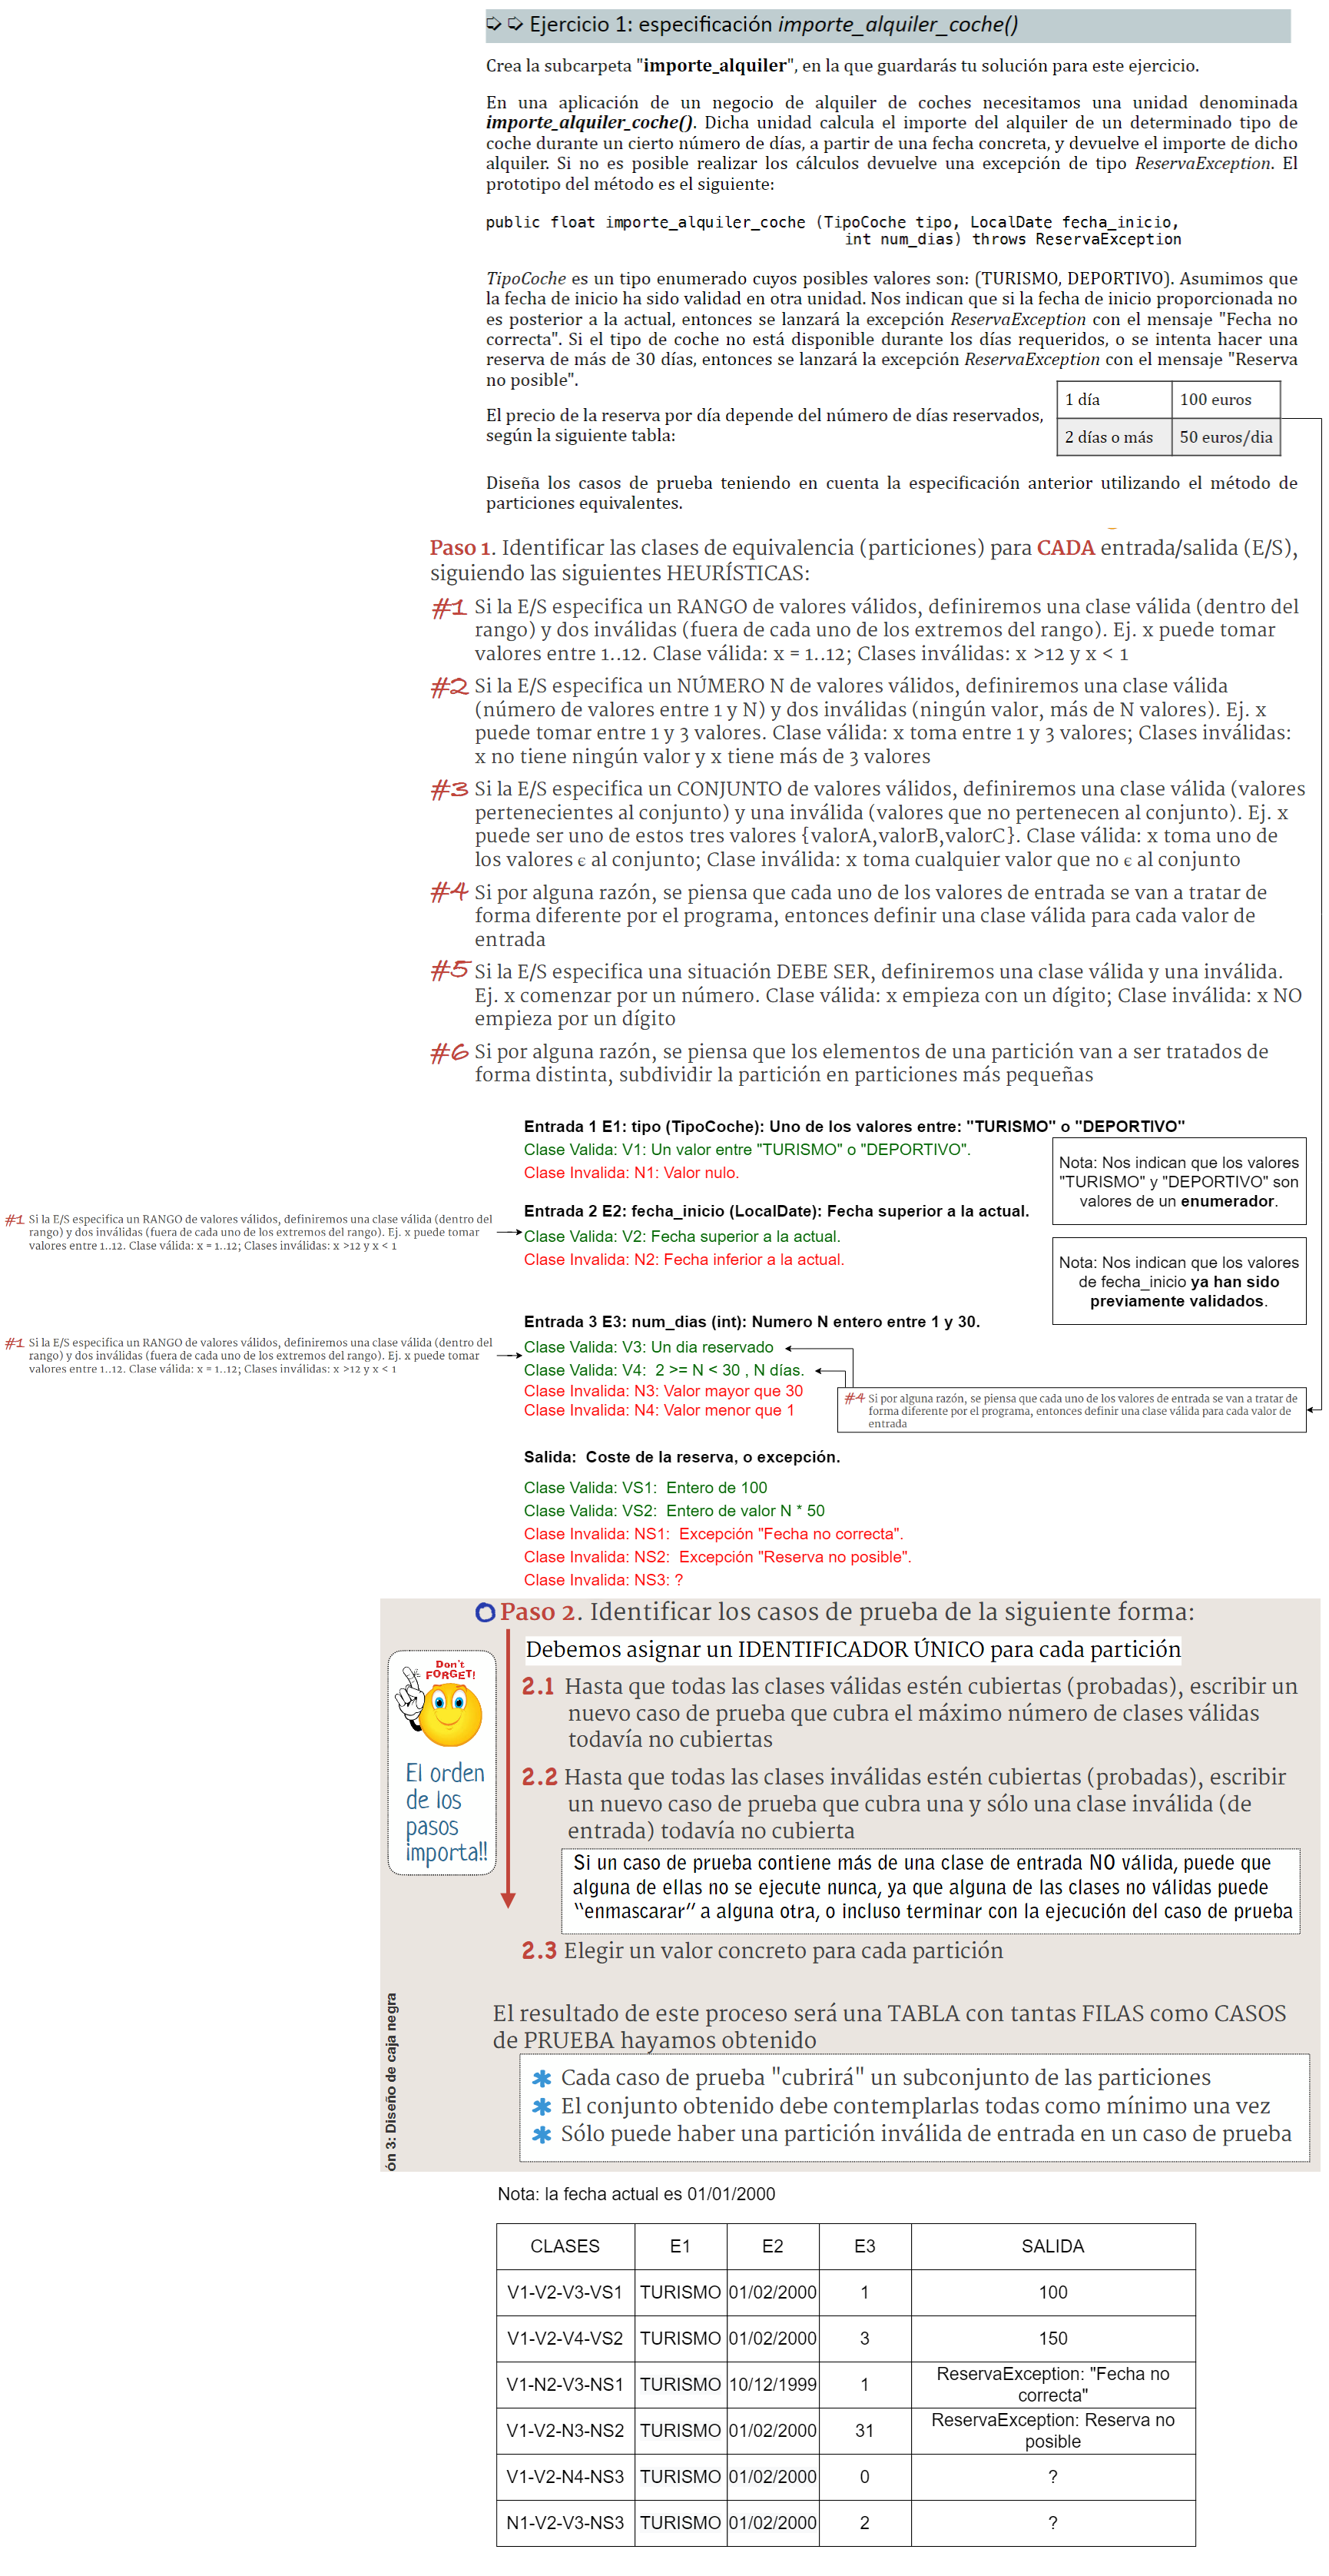 ➪ ➪ Ejercicio 1: especificación importe_alquiler_coche()
Crea la subcarpeta "importe_alquiler", en la que guardarás tu solución para este ejercicio.
En una aplicación de un negocio de alquiler de coches necesitamos una unidad denominada
importe_alquiler_coche(). Dicha unidad calcula el importe del alquiler de un determinado tipo de
coche durante un cierto número de días, a partir de una fecha concreta, y devuelve el importe de dicho
alquiler. Si no es posible realizar los cálculos devuelve una excepción de tipo ReservaException. El
prototipo del método es el siguiente:
public float importe_alquiler_coche (TipoCoche tipo, LocalDate fecha_inicio,
int num_dias) throws ReservaException
TipoCoche es un tipo enumerado cuyos posibles valores son: (TURISMO, DEPORTIVO). Asumimos que
la fecha de inicio ha sido validad en otra unidad. Nos indican que si la fecha de inicio proporcionada no
es posterior a la actual, entonces se lanzará la excepción ReservaException con el mensaje "Fecha no
correcta". Si el tipo de coche no está disponible durante los días requeridos, o se intenta hacer una
reserva de más de 30 días, entonces se lanzará la excepción ReservaException con el mensaje "Reserva
no posible".
El precio de la reserva por día depende del número de días reservados,
según la siguiente tabla:
1 día 100 euros
2 días o más 50 euros/dia
Diseña los casos de prueba teniendo en cuenta la especificación anterior utilizando el método de
particiones equivalentes.
Paso 1. Identificar las clases de equivalencia (particiones) para CADA entrada/salida (E/S),
siguiendo las siguientes HEURÍSTICAS:
#1 Si la E/S especifica un RANGO de valores válidos, definiremos una clase válida (dentro del
rango) y dos inválidas (fuera de cada uno de los extremos del rango). Ej. x puede tomar
valores entre 1..12. Clase válida: x = 1..12; Clases inválidas: x >12 y x < 1
#2 Si la E/S especifica un NÚMERO N de valores válidos, definiremos una clase válida
(número de valores entre 1 y N) y dos inválidas (ningún valor, más de N valores). Ej. x
puede tomar entre 1 y 3 valores. Clase válida: x toma entre 1 y 3 valores; Clases inválidas:
x no tiene ningún valor y x tiene más de 3 valores
#3 Si la E/S especifica un CONJUNTO de valores válidos, definiremos una clase válida (valores
pertenecientes al conjunto) y una inválida (valores que no pertenecen al conjunto). Ej. x
puede ser uno de estos tres valores {valorA,valorB,valorC}. Clase válida: x toma uno de
los valores ϵ al conjunto; Clase inválida: x toma cualquier valor que no ϵ al conjunto
#4 Si por alguna razón, se piensa que cada uno de los valores de entrada se van a tratar de
forma diferente por el programa, entonces definir una clase válida para cada valor de
entrada
#5 Si la E/S especifica una situación DEBE SER, definiremos una clase válida y una inválida.
Ej. x comenzar por un número. Clase válida: x empieza con un dígito; Clase inválida: x NO
empieza por un dígito
#6 Si por alguna razón, se piensa que los elementos de una partición van a ser tratados de
forma distinta, subdividir la partición en particiones más pequeñas
Entrada 1 E1: tipo (TipoCoche): Uno de los valores entre: "TURISMO" o "DEPORTIVO"
Clase Valida: V1: Un valor entre "TURISMO" o "DEPORTIVO".
Clase Invalida: N1: Valor nulo.
Nota: Nos indican que los valores
"TURISMO" y "DEPORTIVO" son
valores de un enumerador.
#1 Si la E/S especifica un RANGO de valores válidos, definiremos una clase válida (dentro del
rango) y dos inválidas (fuera de cada uno de los extremos del rango). Ej. x puede tomar
valores entre 1..12. Clase válida: x = 1..12; Clases inválidas: x >12 y x < 1
Entrada 2 E2: fecha_inicio (LocalDate): Fecha superior a la actual.
Clase Valida: V2: Fecha superior a la actual.
Clase Invalida: N2: Fecha inferior a la actual.
Nota: Nos indican que los valores
de fecha_inicio ya han sido
previamente validados.
#1 Si la E/S especifica un RANGO de valores válidos, definiremos una clase válida (dentro del
rango) y dos inválidas (fuera de cada uno de los extremos del rango). Ej. x puede tomar
valores entre 1..12. Clase válida: x = 1..12; Clases inválidas: x >12 y x < 1
Entrada 3 E3: num_dias (int): Numero N entero entre 1 y 30.
Clase Valida: V3: Un dia reservado
Clase Valida: V4: 2 >= N < 30 , N días.
Clase Invalida: N3: Valor mayor que 30
Clase Invalida: N4: Valor menor que 1
#4 Si por alguna razón, se piensa que cada uno de los valores de entrada se van a tratar de
forma diferente por el programa, entonces definir una clase válida para cada valor de
entrada
Salida: Coste de la reserva, o excepción.
Clase Valida: VS1: Entero de 100
Clase Valida: VS2: Entero de valor N * 50
Clase Invalida: NS1: Excepción "Fecha no correcta".
Clase Invalida: NS2: Excepción "Reserva no posible".
Clase Invalida: NS3: ?
Paso 2. Identificar los casos de prueba de la siguiente forma:
Debemos asignar un IDENTIFICADOR ÚNICO para cada partición
Don't
FORGET!
El orden
de los
pasos
importa!!
2.1 Hasta que todas las clases válidas estén cubiertas (probadas), escribir un
nuevo caso de prueba que cubra el máximo número de clases válidas
todavía no cubiertas
2.2 Hasta que todas las clases inválidas estén cubiertas (probadas), escribir
un nuevo caso de prueba que cubra una y sólo una clase inválida (de
entrada) todavía no cubierta
Si un caso de prueba contiene más de una clase de entrada NO válida, puede que
alguna de ellas no se ejecute nunca, ya que alguna de las clases no válidas puede
"enmascarar" a alguna otra, o incluso terminar con la ejecución del caso de prueba
2.3 Elegir un valor concreto para cada partición
ón 3: Diseño de caja negra
El resultado de este proceso será una TABLA con tantas FILAS como CASOS
de PRUEBA hayamos obtenido
✱ Cada caso de prueba "cubrirá" un subconjunto de las particiones
✱ El conjunto obtenido debe contemplarlas todas como mínimo una vez
✱ Sólo puede haber una partición inválida de entrada en un caso de prueba
Nota: la fecha actual es 01/01/2000
CLASES E1 E2 E3 SALIDA
V1-V2-V3-VS1 TURISMO 01/02/2000 1 100
V1-V2-V4-VS2 TURISMO 01/02/2000 3 150
V1-N2-V3-NS1 TURISMO 10/12/1999 1 ReservaException: "Fecha no
correcta"
V1-V2-N3-NS2 TURISMO 01/02/2000 31 ReservaException: Reserva no
posible
V1-V2-N4-NS3 TURISMO 01/02/2000 0 ?
N1-V2-V3-NS3 TURISMO 01/02/2000 2 ?